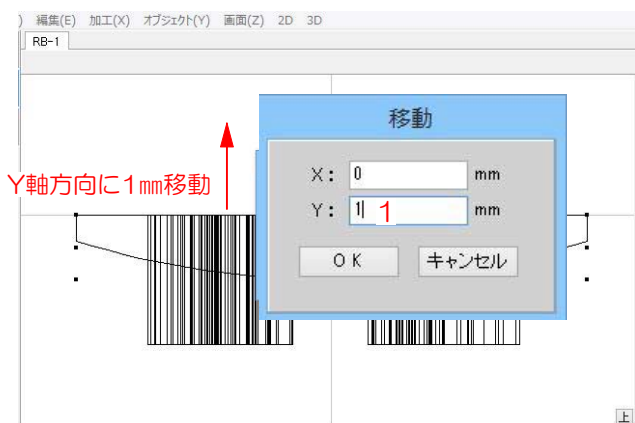 ) 編集(E) 加工(X) オブジェクト(Y) 画面(Z) 2D 3D
RB-1
移動
Y軸方向に1㎜移動
X: 0 mm
Y: 1 1 mm
OK キャンセル
上